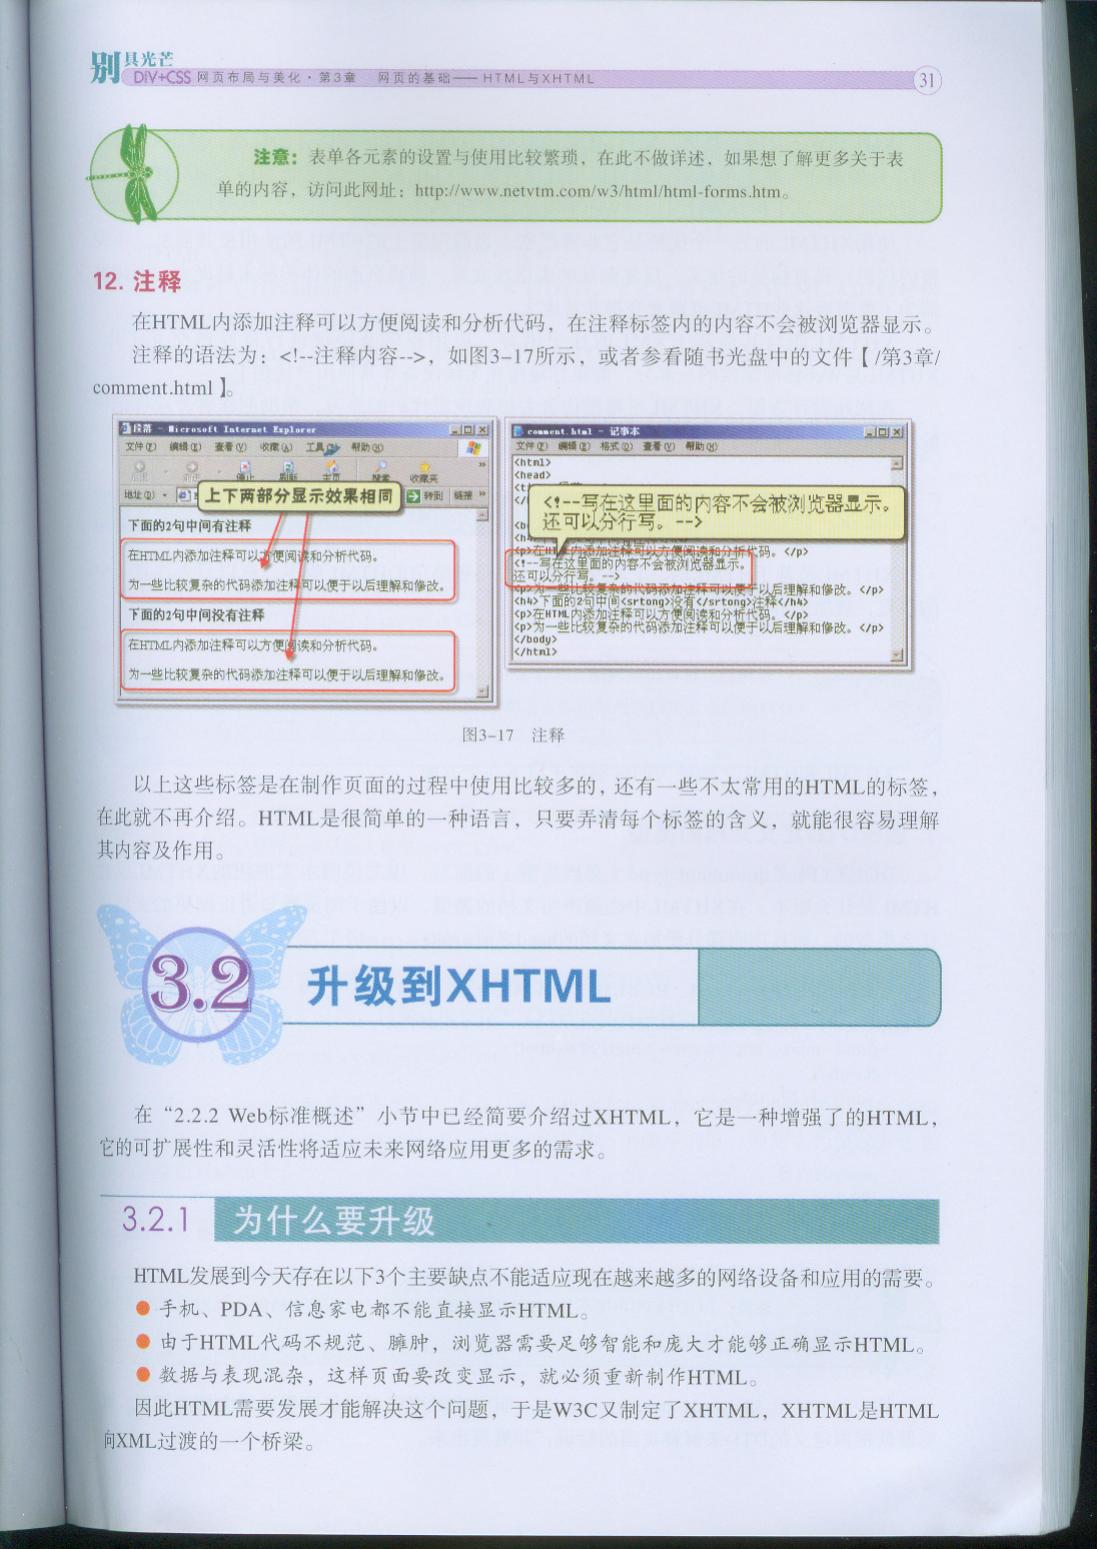 别具光芒
DIV+CSS 网页布局与美化·第3章 网页的基础——HTML与XHTML
31
注意：表单各元素的设置与使用比较繁琐，在此不做详述，如果想了解更多关于表
单的内容，访问此网址：http://www.netvtm.com/w3/html/html-forms.htm。
12. 注释
在HTML内添加注释可以方便阅读和分析代码，在注释标签内的内容不会被浏览器显示。
注释的语法为：<!--注释内容-->，如图3-17所示，或者参看随书光盘中的文件【/第3章/
comment.html】。
段落 - Microsoft Internet Explorer
文件(F) 编辑(E) 查看(V) 收藏(A) 工具 帮助(H)
停止 刷新 主页 搜索 收藏夹
地址(D) 转到 链接 »
上下两部分显示效果相同
下面的2句中间有注释
在HTML内添加注释可以方便阅读和分析代码。
为一些比较复杂的代码添加注释可以便于以后理解和修改。
下面的2句中间没有注释
在HTML内添加注释可以方便阅读和分析代码。
为一些比较复杂的代码添加注释可以便于以后理解和修改。
comment.html - 记事本
文件(F) 编辑(E) 格式(O) 查看(V) 帮助(H)
<html>
<head>
<!--写在这里面的内容不会被浏览器显示。
还可以分行写。-->
<p>在HTML内添加注释可以方便阅读和分析代码。</p>
<!--写在这里面的内容不会被浏览器显示。
还可以分行写。-->
<p>为一些比较复杂的代码添加注释可以便于以后理解和修改。</p>
<h4>下面的2句中间<srtong>没有</srtong>注释</h4>
<p>在HTML内添加注释可以方便阅读和分析代码。</p>
<p>为一些比较复杂的代码添加注释可以便于以后理解和修改。</p>
</body>
</html>
图3-17 注释
以上这些标签是在制作页面的过程中使用比较多的，还有一些不太常用的HTML的标签，
在此就不再介绍。HTML是很简单的一种语言，只要弄清每个标签的含义，就能很容易理解
其内容及作用。
3.2 升级到XHTML
在“2.2.2 Web标准概述”小节中已经简要介绍过XHTML，它是一种增强了的HTML，
它的可扩展性和灵活性将适应未来网络应用更多的需求。
3.2.1 为什么要升级
HTML发展到今天存在以下3个主要缺点不能适应现在越来越多的网络设备和应用的需要。
● 手机、PDA、信息家电都不能直接显示HTML。
● 由于HTML代码不规范、臃肿，浏览器需要足够智能和庞大才能够正确显示HTML。
● 数据与表现混杂，这样页面要改变显示，就必须重新制作HTML。
因此HTML需要发展才能解决这个问题，于是W3C又制定了XHTML，XHTML是HTML
向XML过渡的一个桥梁。